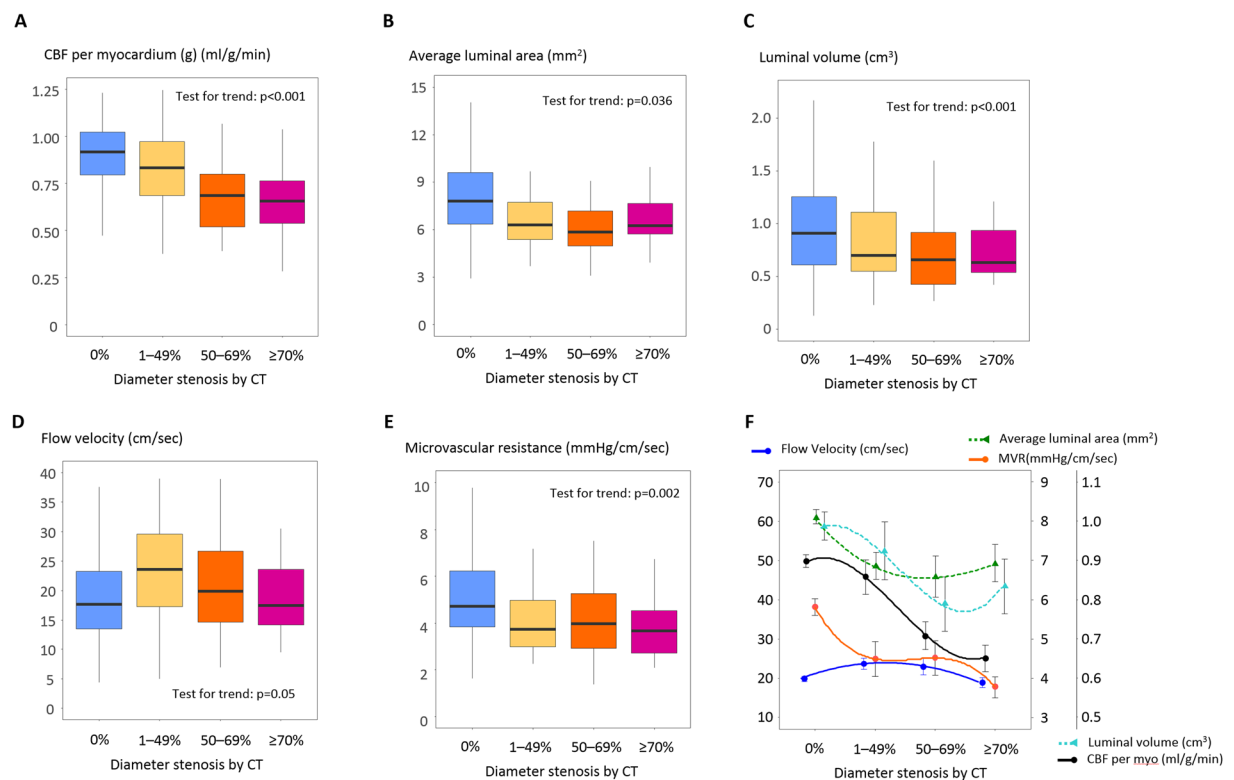 A
CBF per myocardium (g) (ml/g/min)
Test for trend: p<0.001
1.25
1.00
0.75
0.50
0.25
0
0% 1–49% 50–69% ≥70%
Diameter stenosis by CT
B
Average luminal area (mm²)
Test for trend: p=0.036
15
12
9
6
3
0
0% 1–49% 50–69% ≥70%
Diameter stenosis by CT
C
Luminal volume (cm³)
Test for trend: p<0.001
2.0
1.5
1.0
0.5
0
0% 1–49% 50–69% ≥70%
Diameter stenosis by CT
D
Flow velocity (cm/sec)
40
35
30
25
20
15
10
5
0
Test for trend: p=0.05
0% 1–49% 50–69% ≥70%
Diameter stenosis by CT
E
Microvascular resistance (mmHg/cm/sec)
Test for trend: p=0.002
10
8
6
4
2
0
0% 1–49% 50–69% ≥70%
Diameter stenosis by CT
F
Average luminal area (mm²)
Flow Velocity (cm/sec)
MVR(mmHg/cm/sec)
70 9 1.1
60 8 1.0
50 7 0.9
40 6 0.8
30 5 0.7
20 4 0.6
10 3 0.5
0% 1–49% 50–69% ≥70%
Luminal volume (cm³)
CBF per myo (ml/g/min)
Diameter stenosis by CT